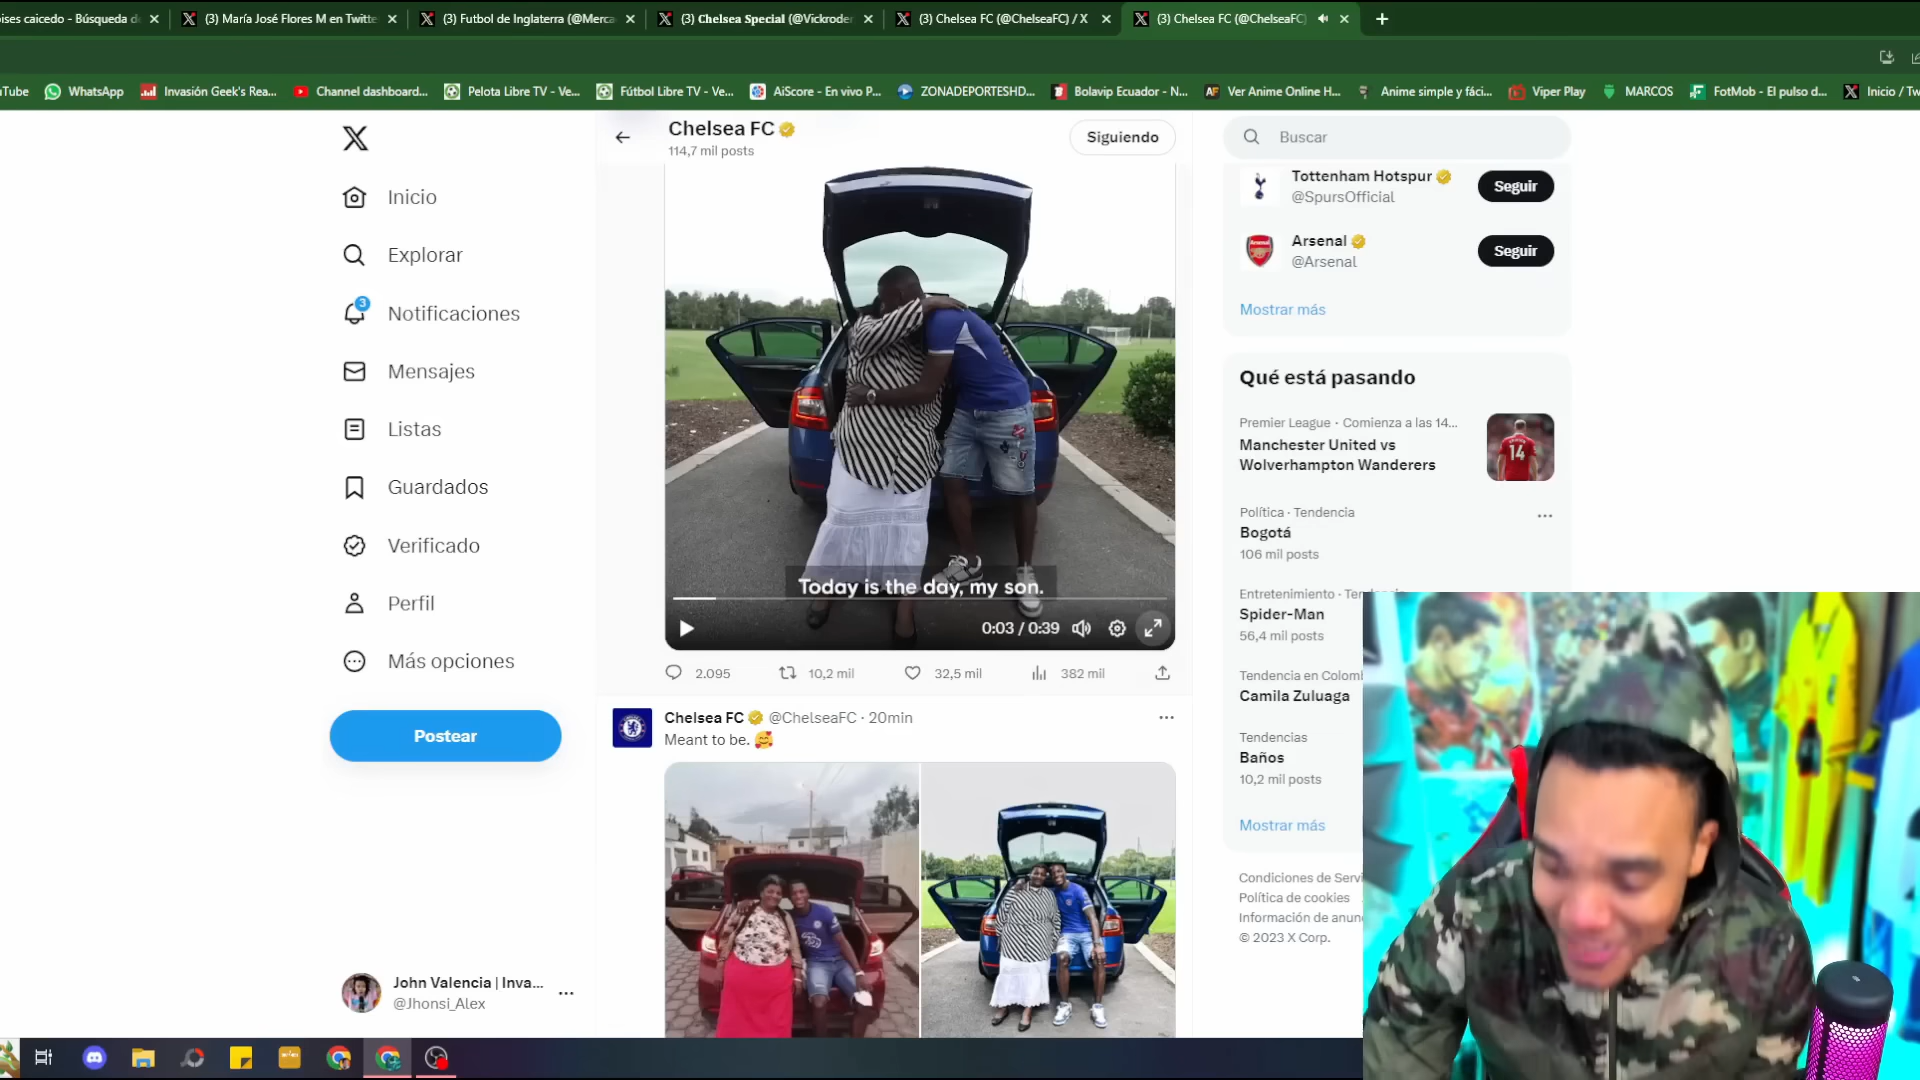 oises caicedo - Búsqueda d
(3) María José Flores M en Twitte
(3) Futbol de Inglaterra (@Merca
(3) Chelsea Special (@Vickroder
(3) Chelsea FC (@ChelseaFC) / X
(3) Chelsea FC (@ChelseaFC)
uTube
WhatsApp
Invasión Geek's Rea...
Channel dashboard...
Pelota Libre TV - Ve...
Fútbol Libre TV - Ve...
AiScore - En vivo P...
ZONADEPORTESHD...
Bolavip Ecuador - N...
Ver Anime Online H...
Anime simple y fáci...
Viper Play
MARCOS
FotMob - El pulso d...
Inicio / Tw
Chelsea FC
114,7 mil posts
Siguiendo
Buscar
Inicio
Explorar
3
Notificaciones
Mensajes
Listas
Guardados
Verificado
Perfil
Más opciones
Postear
John Valencia | Inva...
@Jhonsi_Alex
Today is the day, my son.
0:03 / 0:39
2.095
10,2 mil
32,5 mil
382 mil
Chelsea FC @ChelseaFC · 20min
Meant to be. 🥰
Tottenham Hotspur
@SpursOfficial
Seguir
Arsenal
@Arsenal
Seguir
Mostrar más
Qué está pasando
Premier League · Comienza a las 14...
Manchester United vs
Wolverhampton Wanderers
14
Política · Tendencia
Bogotá
106 mil posts
Entretenimiento · Tendencia
Spider-Man
56,4 mil posts
Tendencia en Colomb
Camila Zuluaga
Tendencias
Baños
10,2 mil posts
Mostrar más
Condiciones de Servi
Política de cookies
Información de anun
© 2023 X Corp.